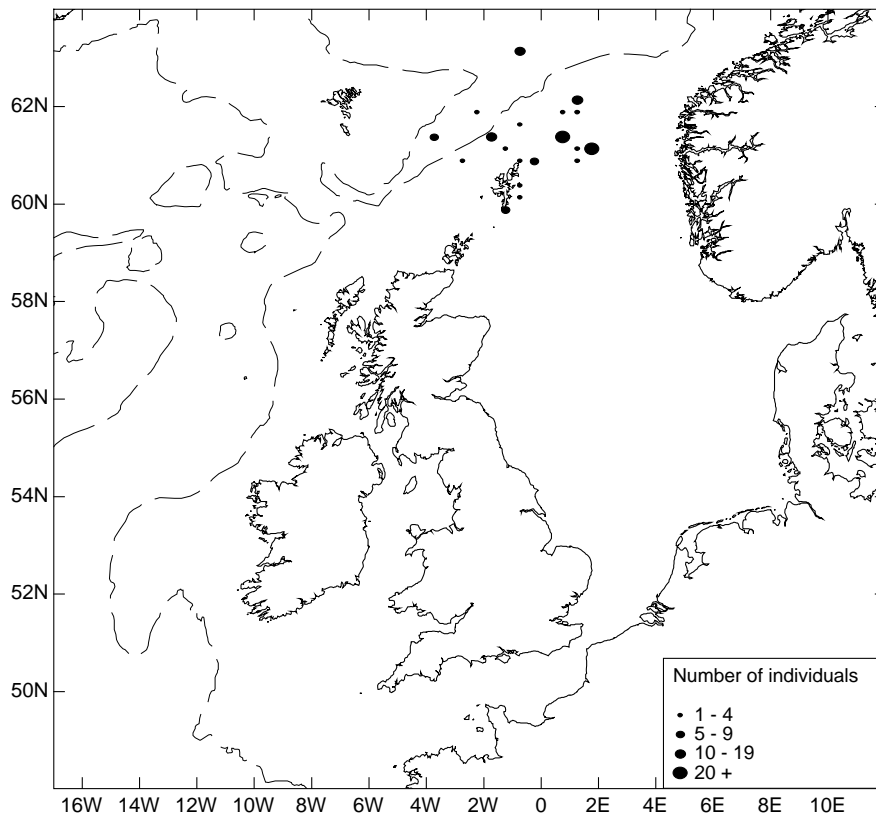 62N
60N
58N
56N
54N
52N
50N
Number of individuals
1 - 4
5 - 9
10 - 19
20 +
16W 14W 12W 10W 8W 6W 4W 2W 0 2E 4E 6E 8E 10E